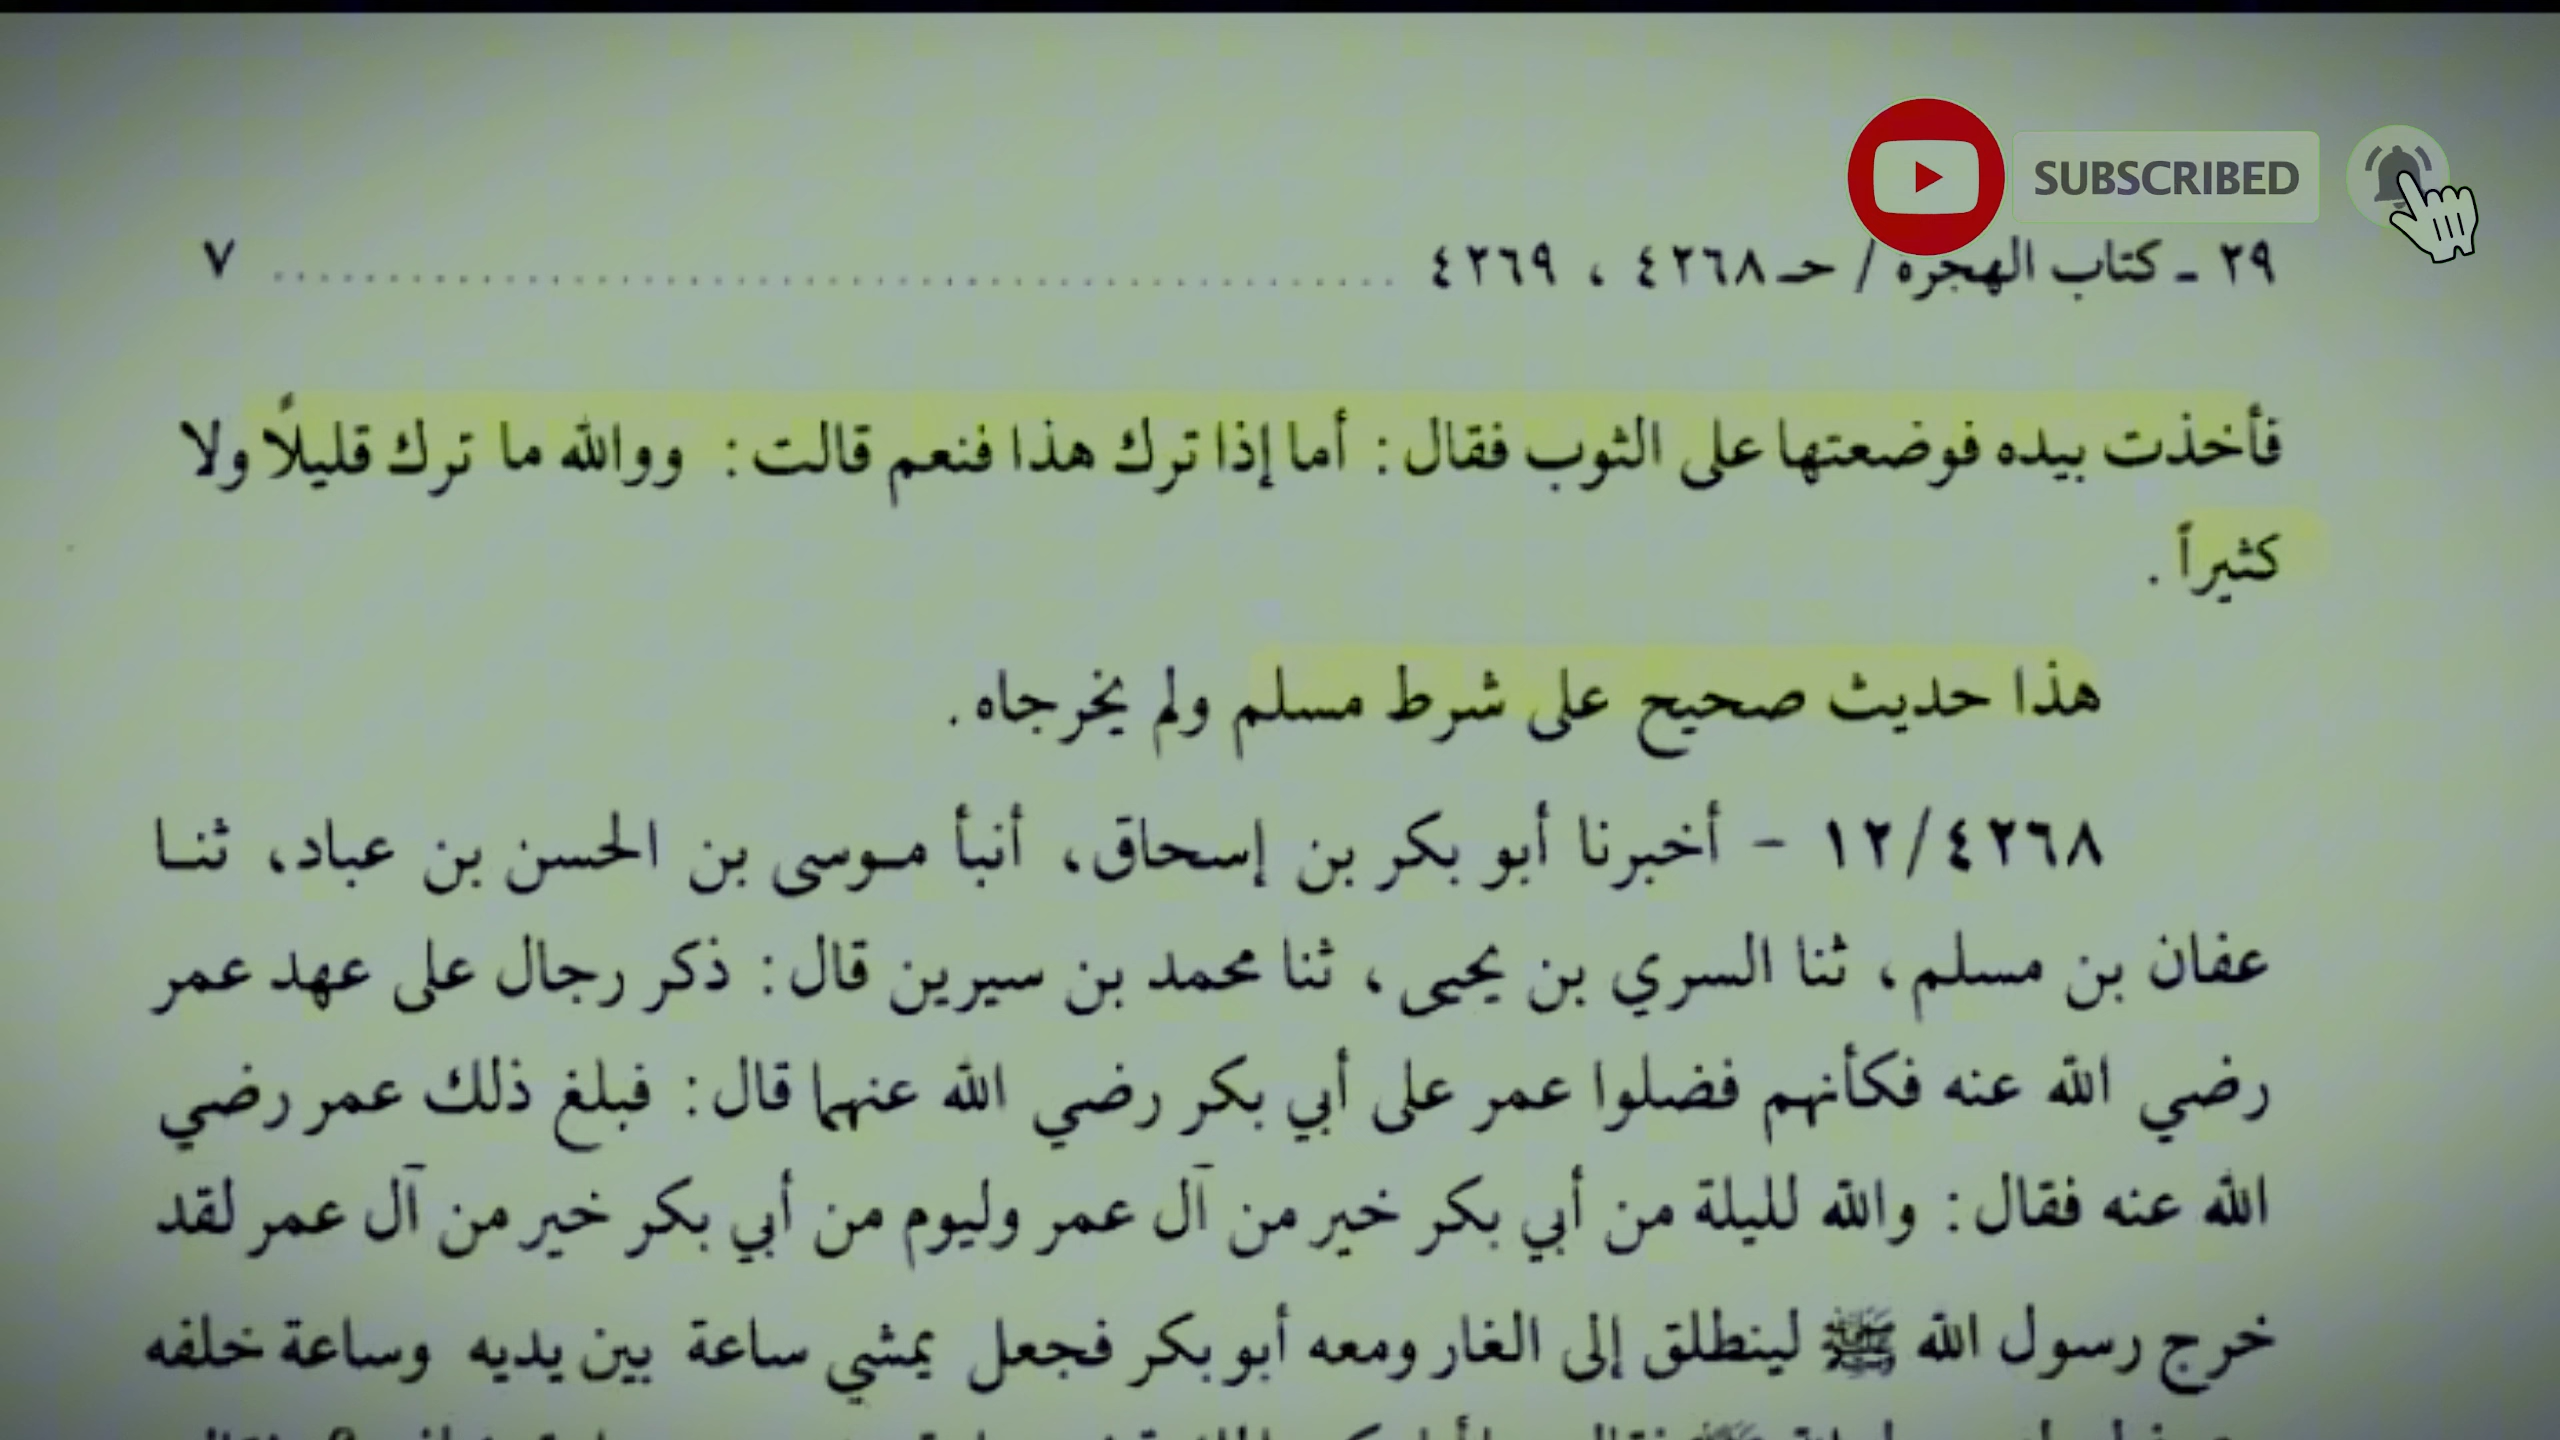 SUBSCRIBED
٢٩ - كتاب الهجرة / حـ ٤٢٦٨ ، ٤٢٦٩ ........................................ ٧
فأخذت بيده فوضعتها على الثوب فقال : أما إذا ترك هذا فنعم قالت : ووالله ما ترك قليلاً ولا
كثيراً .
هذا حديث صحيح على شرط مسلم ولم يخرجاه .
١٢/٤٢٦٨ - أخبرنا أبو بكر بن إسحاق، أنبأ موسى بن الحسن بن عباد، ثنا
عفان بن مسلم، ثنا السري بن يحيى، ثنا محمد بن سيرين قال: ذكر رجال على عهد عمر
رضي الله عنه فكأنهم فضلوا عمر على أبي بكر رضي الله عنهما قال: فبلغ ذلك عمر رضي
الله عنه فقال: والله لليلة من أبي بكر خير من آل عمر وليوم من أبي بكر خير من آل عمر لقد
خرج رسول الله ﷺ لينطلق إلى الغار ومعه أبو بكر فجعل يمشي ساعة بين يديه وساعة خلفه